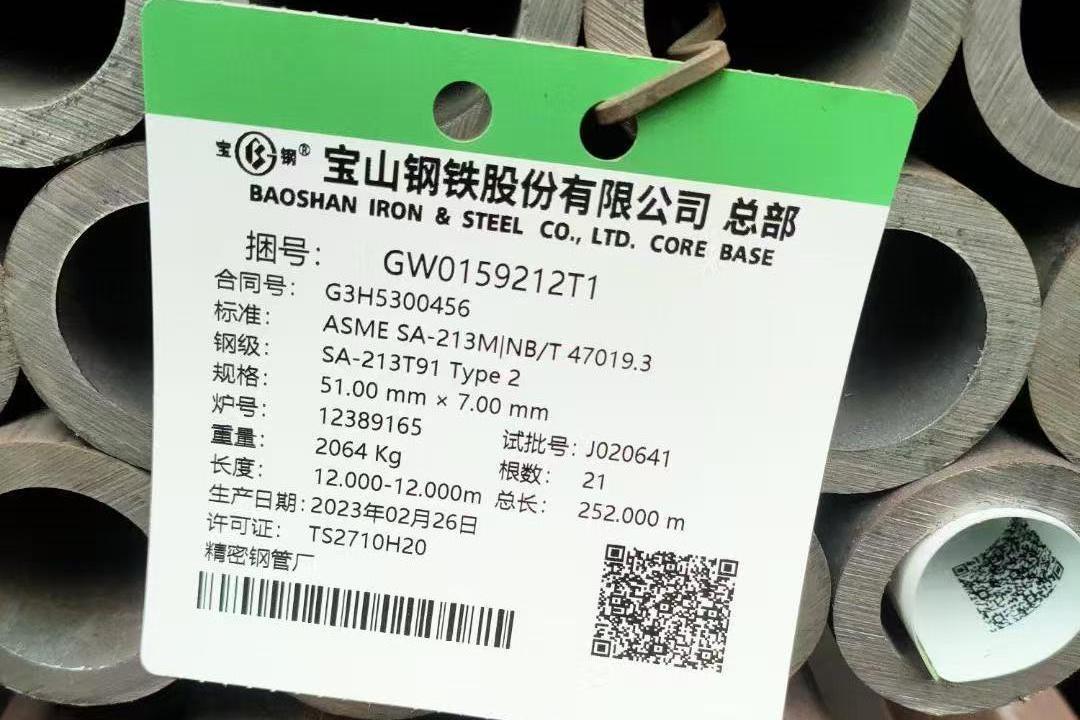 宝 钢® 宝山钢铁股份有限公司 总部
BAOSHAN IRON & STEEL CO., LTD. CORE BASE
捆号： GW0159212T1
合同号： G3H5300456
标准： ASME SA-213M|NB/T 47019.3
钢级： SA-213T91 Type 2
规格： 51.00 mm × 7.00 mm
炉号： 12389165 试批号： J020641
重量： 2064 Kg 根数： 21
长度： 12.000-12.000m 总长： 252.000 m
生产日期： 2023年02月26日
许可证： TS2710H20
精密钢管厂